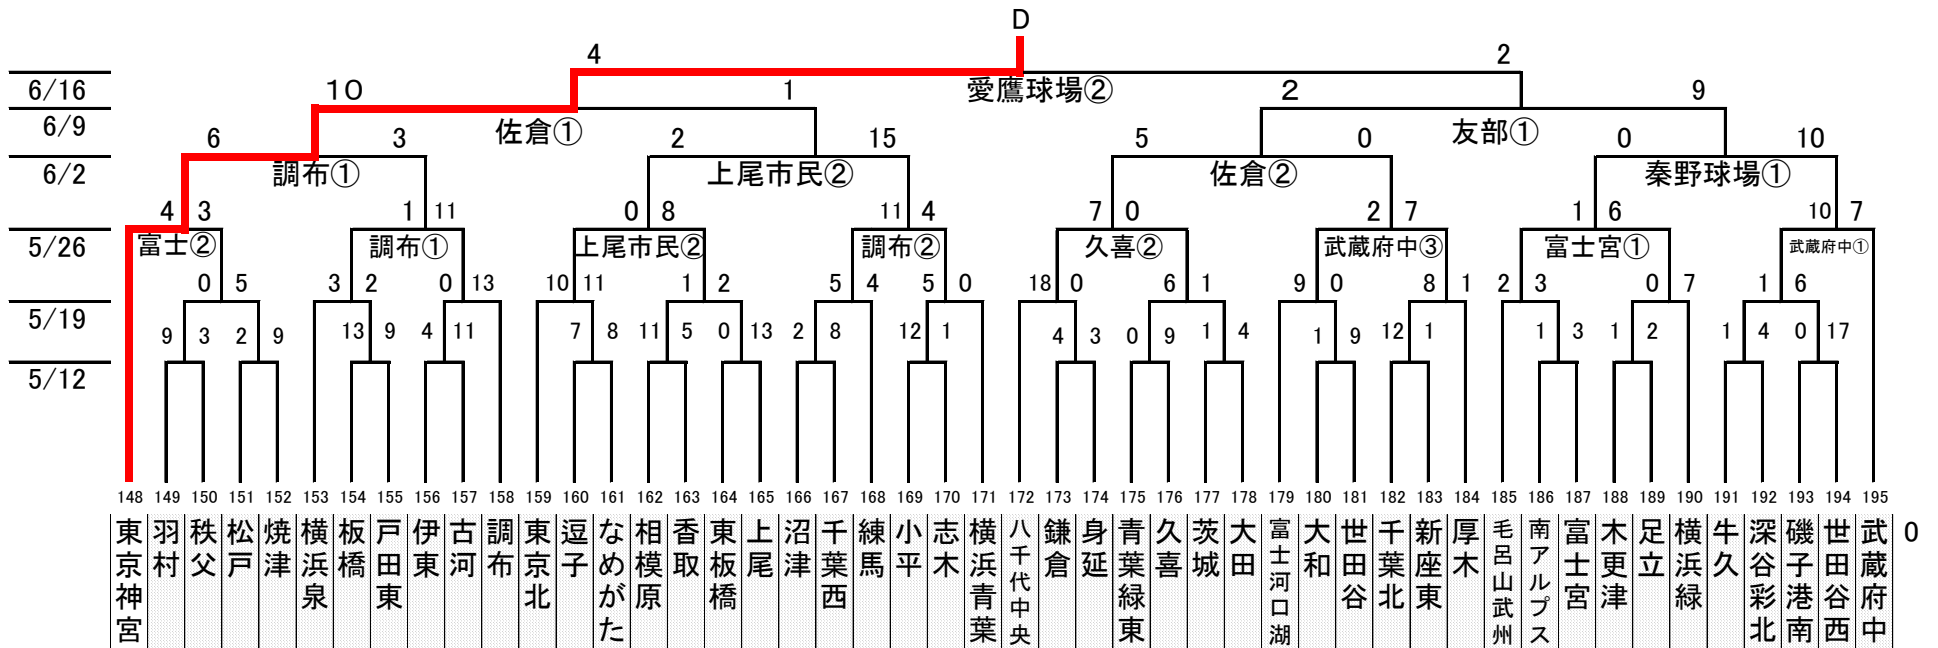 D
4 2
6/16 10 1 愛鷹球場② 2 9
6/9 6 3 佐倉① 2 15 5 0 友部① 0 10
6/2 調布① 上尾市民② 佐倉② 秦野球場①
4 3 1 11 0 8 11 4 7 0 2 7 1 6 10 7
5/26 富士② 調布① 上尾市民② 調布② 久喜② 武蔵府中③ 富士宮① 武蔵府中①
0 5 3 2 0 13 10 11 1 2 5 4 5 0 18 0 6 1 9 0 8 1 2 3 0 7 1 6
5/19 9 3 2 9 13 9 4 11 7 8 11 5 0 13 2 8 12 1 4 3 0 9 1 4 1 9 12 1 1 3 1 2 1 4 0 17
5/12
148 149 150 151 152 153 154 155 156 157 158 159 160 161 162 163 164 165 166 167 168 169 170 171 172 173 174 175 176 177 178 179 180 181 182 183 184 185 186 187 188 189 190 191 192 193 194 195
東京神宮
羽村
秩父
松戸
焼津
横浜泉
板橋
戸田東
伊東
古河
調布
東京北
逗子
なめがた
相模原
香取
東板橋
上尾
沼津
千葉西
練馬
小平
志木
横浜青葉
八千代中央
鎌倉
身延
青葉緑東
久喜
茨城
大田
富士河口湖
大和
世田谷
千葉北
新座東
厚木
毛呂山武州
南アルプス
富士宮
木更津
足立
横浜緑
牛久
深谷彩北
磯子港南
世田谷西
武蔵府中
0